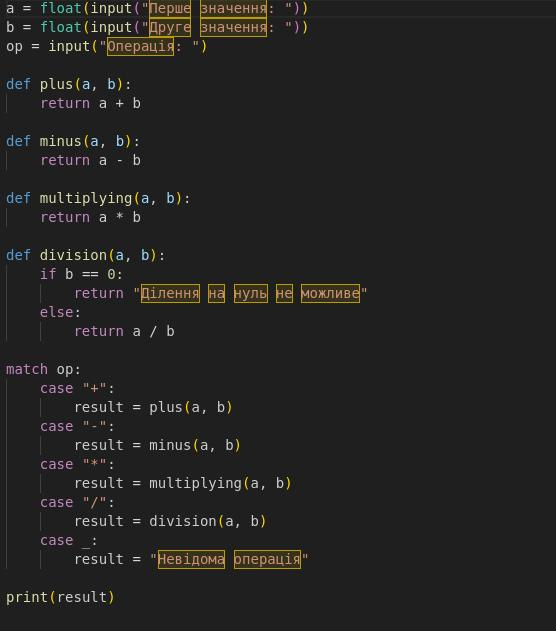 a = float(input("Перше значення: "))
b = float(input("Друге значення: "))
op = input("Операція: ")
def plus(a, b):
    return a + b
def minus(a, b):
    return a - b
def multiplying(a, b):
    return a * b
def division(a, b):
    if b == 0:
        return "Ділення на нуль не можливе"
    else:
        return a / b
match op:
    case "+":
        result = plus(a, b)
    case "-":
        result = minus(a, b)
    case "*":
        result = multiplying(a, b)
    case "/":
        result = division(a, b)
    case _:
        result = "Невідома операція"
print(result)